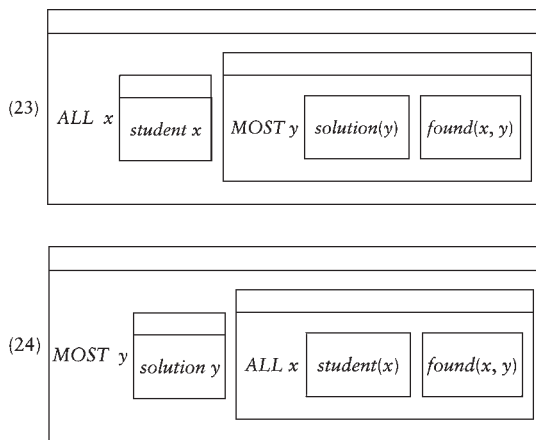 (23)
ALL x student x MOST y solution(y) found(x, y)
(24)
MOST y solution y ALL x student(x) found(x, y)